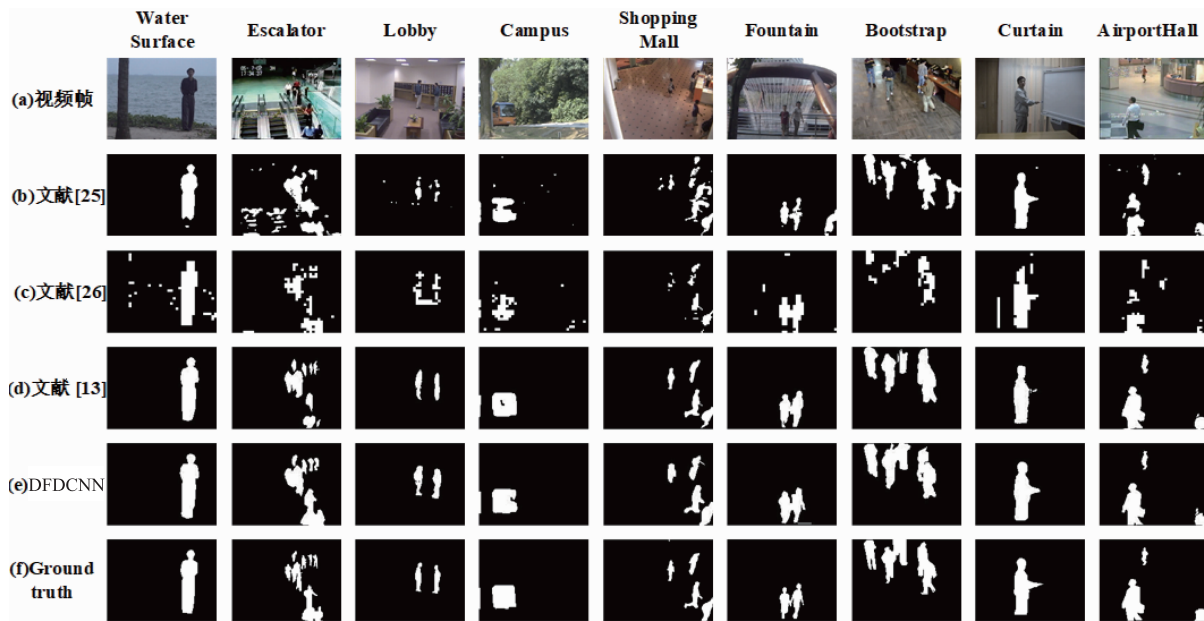 Water
Surface
Escalator
Lobby
Campus
Shopping
Mall
Fountain
Bootstrap
Curtain
AirportHall
(a)视频帧
(b)文献[25]
(c)文献[26]
(d)文献 [13]
(e)DFDCNN
(f)Ground
truth